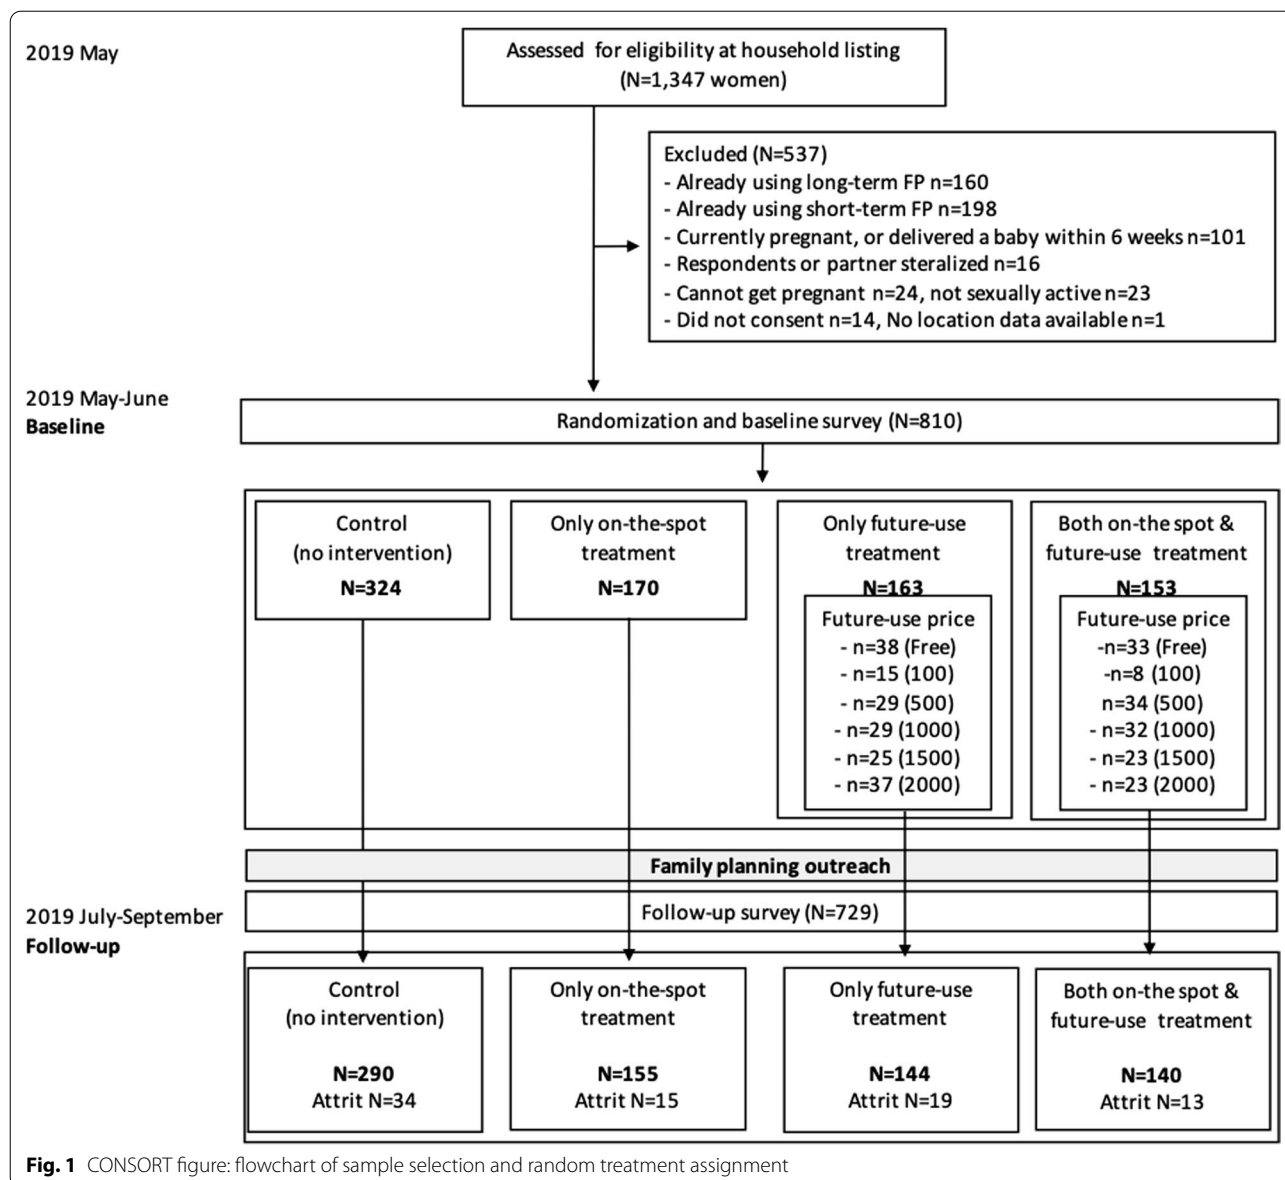 2019 May
Assessed for eligibility at household listing
(N=1,347 women)
Excluded (N=537)
- Already using long-term FP n=160
- Already using short-term FP n=198
- Currently pregnant, or delivered a baby within 6 weeks n=101
- Respondents or partner steralized n=16
- Cannot get pregnant n=24, not sexually active n=23
- Did not consent n=14, No location data available n=1
2019 May-June
Baseline
Randomization and baseline survey (N=810)
Control
(no intervention)
N=324
Only on-the-spot
treatment
N=170
Only future-use
treatment
N=163
Future-use price
- n=38 (Free)
- n=15 (100)
- n=29 (500)
- n=29 (1000)
- n=25 (1500)
- n=37 (2000)
Both on-the spot &
future-use treatment
N=153
Future-use price
-n=33 (Free)
-n=8 (100)
n=34 (500)
- n=32 (1000)
- n=23 (1500)
- n=23 (2000)
Family planning outreach
2019 July-September
Follow-up
Follow-up survey (N=729)
Control
(no intervention)
N=290
Attrit N=34
Only on-the-spot
treatment
N=155
Attrit N=15
Only future-use
treatment
N=144
Attrit N=19
Both on-the spot &
future-use treatment
N=140
Attrit N=13
Fig. 1 CONSORT figure: flowchart of sample selection and random treatment assignment